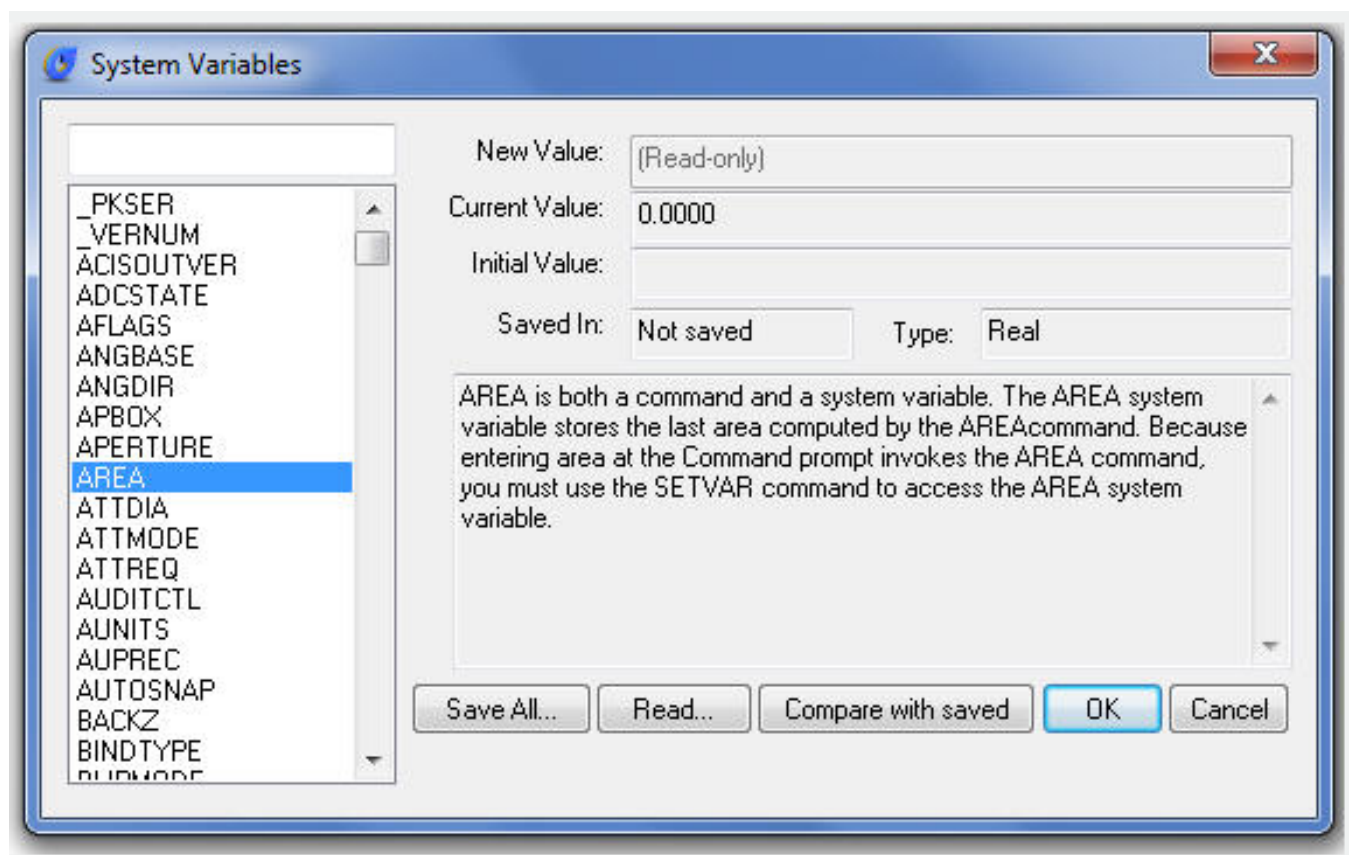 System Variables
_PKSER
_VERNUM
ACISOUTVER
ADCSTATE
AFLAGS
ANGBASE
ANGDIR
APBOX
APERTURE
AREA
ATTDIA
ATTMODE
ATTREQ
AUDITCTL
AUNITS
AUPREC
AUTOSNAP
BACKZ
BINDTYPE
New Value: (Read-only)
Current Value: 0.0000
Initial Value:
Saved In: Not saved Type: Real
AREA is both a command and a system variable. The AREA system
variable stores the last area computed by the AREAcommand. Because
entering area at the Command prompt invokes the AREA command,
you must use the SETVAR command to access the AREA system
variable.
Save All... Read... Compare with saved OK Cancel